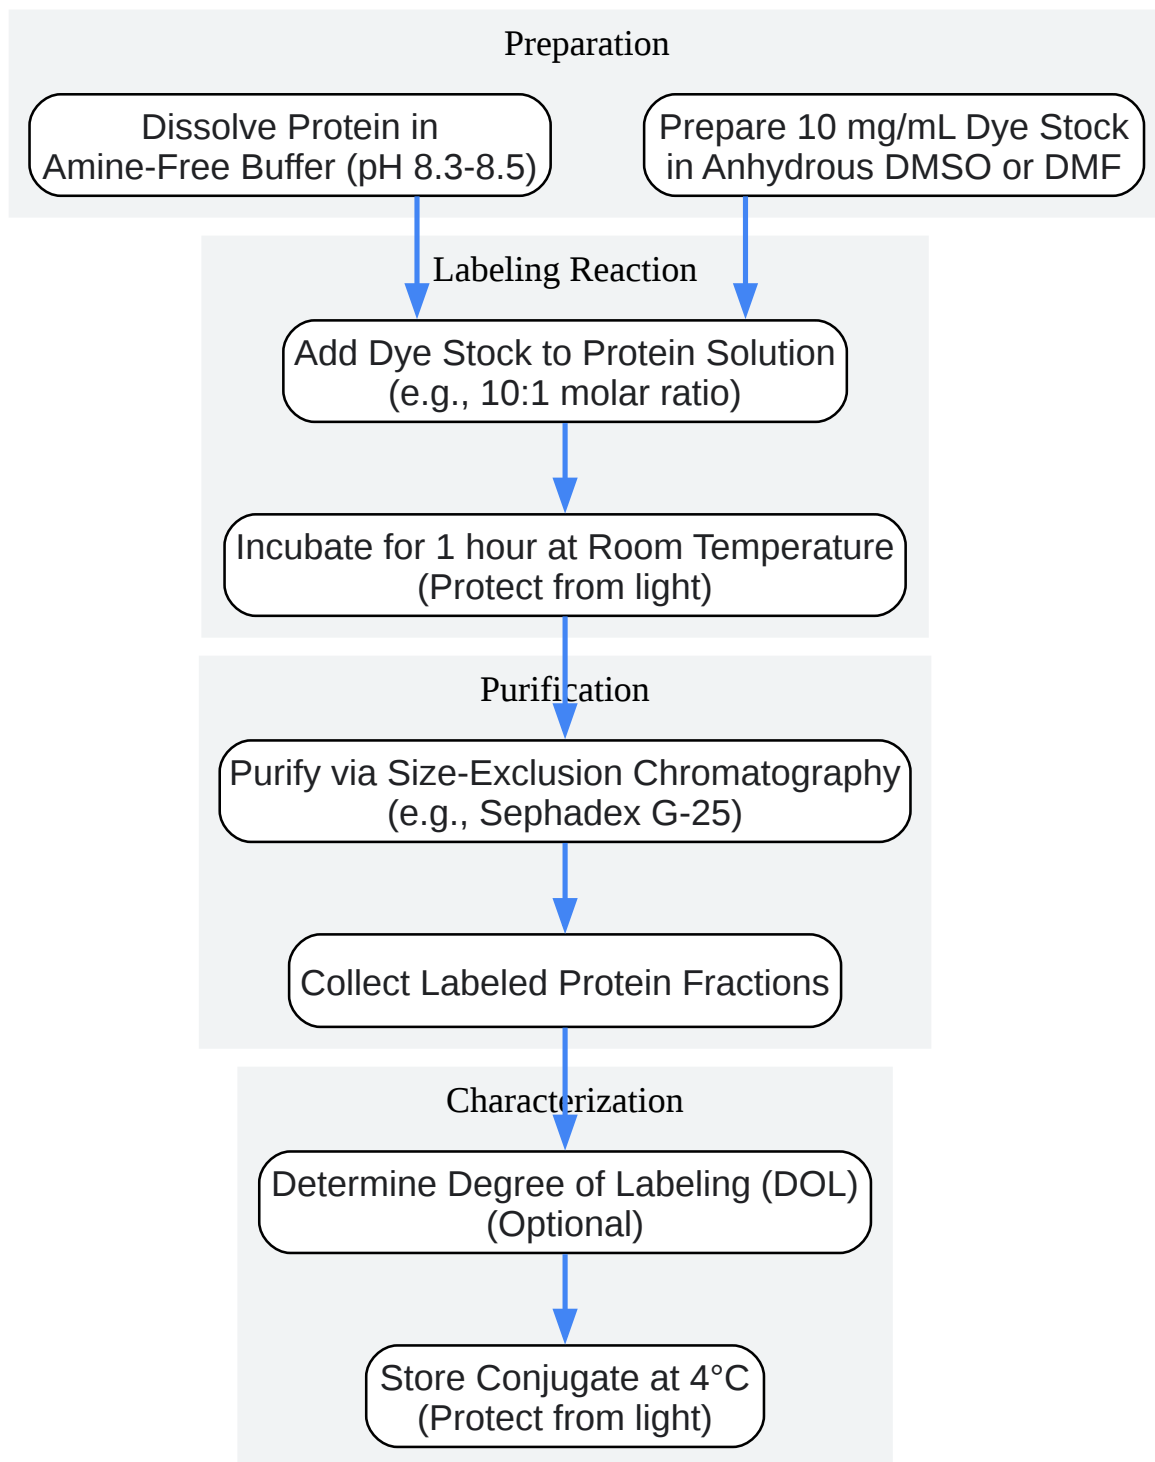 Preparation
Dissolve Protein in
Amine-Free Buffer (pH 8.3-8.5)
Prepare 10 mg/mL Dye Stock
in Anhydrous DMSO or DMF
Labeling Reaction
Add Dye Stock to Protein Solution
(e.g., 10:1 molar ratio)
Incubate for 1 hour at Room Temperature
(Protect from light)
Purification
Purify via Size-Exclusion Chromatography
(e.g., Sephadex G-25)
Collect Labeled Protein Fractions
Characterization
Determine Degree of Labeling (DOL)
(Optional)
Store Conjugate at 4°C
(Protect from light)